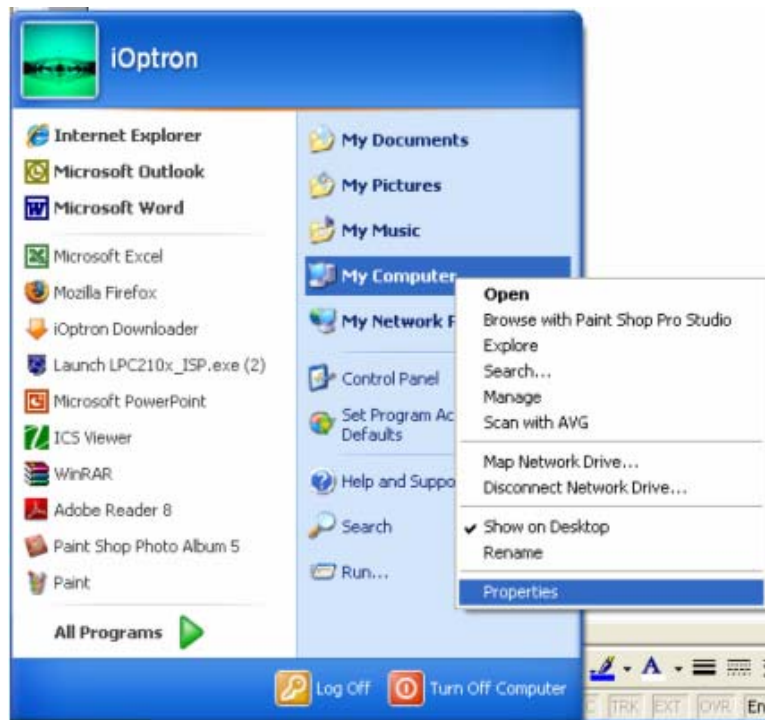 iOptron
Internet Explorer
Microsoft Outlook
Microsoft Word
Microsoft Excel
Mozilla Firefox
iOptron Downloader
Launch LPC210x_ISP.exe (2)
Microsoft PowerPoint
ICS Viewer
WinRAR
Adobe Reader 8
Paint Shop Photo Album 5
Paint
All Programs
My Documents
My Pictures
My Music
My Computer
My Network P
Control Panel
Set Program Ac
Defaults
Help and Suppo
Search
Run...
Open
Browse with Paint Shop Pro Studio
Explore
Search...
Manage
Scan with AVG
Map Network Drive...
Disconnect Network Drive...
Show on Desktop
Rename
Properties
Log Off
Turn Off Computer
A
C TRK EXT OVR En